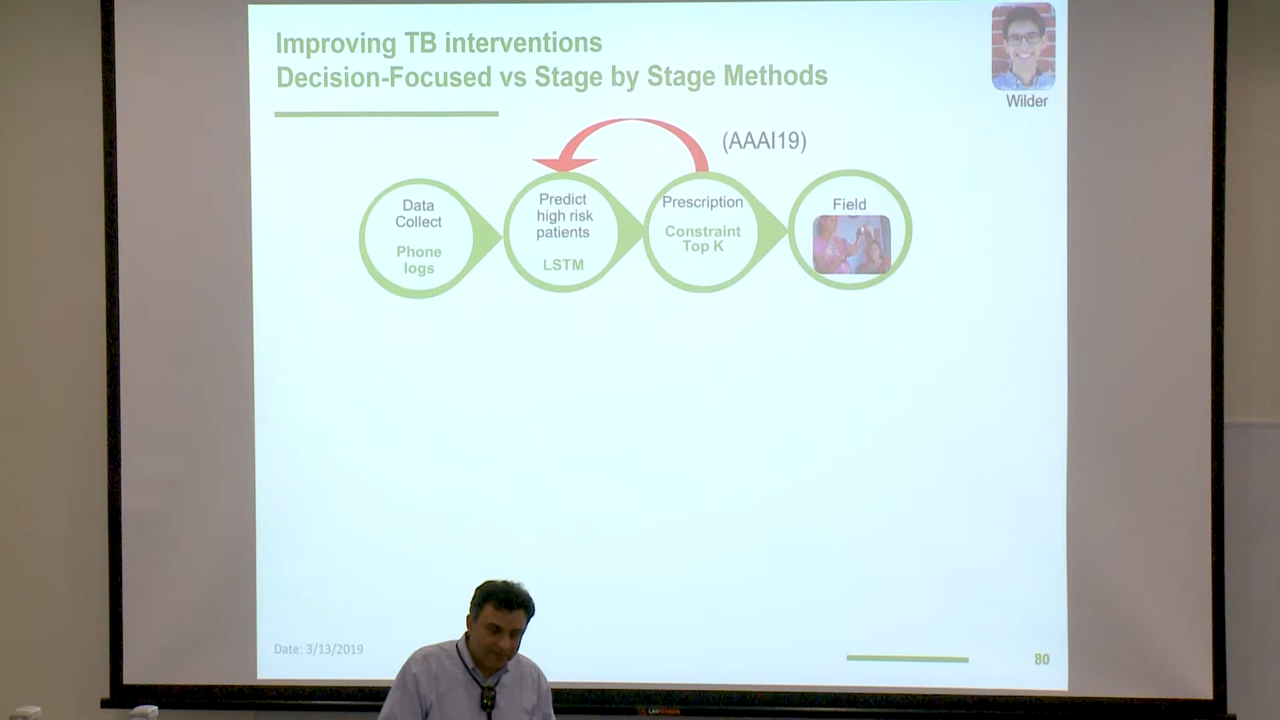 Improving TB interventions
Decision-Focused vs Stage by Stage Methods
Wilder
(AAAI19)
Data
Collect
Phone
logs
Predict
high risk
patients
LSTM
Prescription
Constraint
Top K
Field
Date: 3/13/2019
80